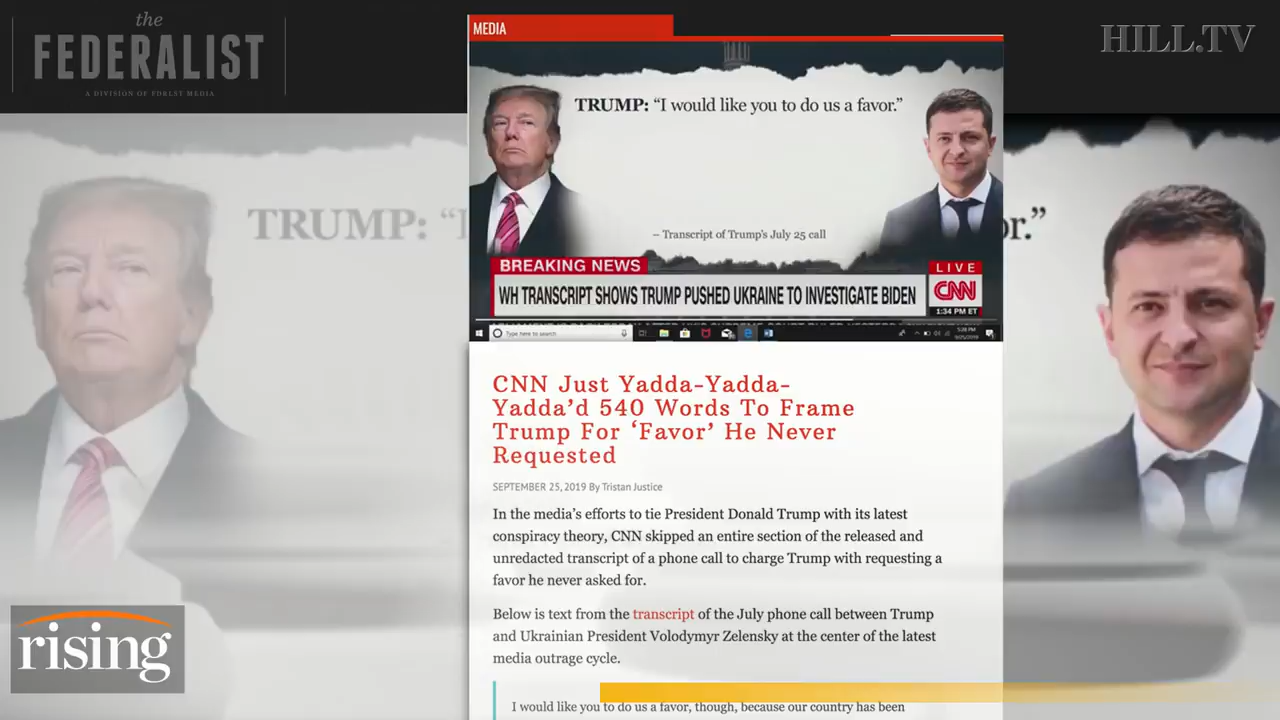 the
FEDERALIST
A DIVISION OF FDRLST MEDIA
HILL.TV
MEDIA
TRUMP: “I would like you to do us a favor.”
– Transcript of Trump's July 25 call
BREAKING NEWS
WH TRANSCRIPT SHOWS TRUMP PUSHED UKRAINE TO INVESTIGATE BIDEN
LIVE
CNN
1:34 PM ET
Type here to search
TRUMP: “I
or.”
CNN Just Yadda-Yadda-
Yadda’d 540 Words To Frame
Trump For ‘Favor’ He Never
Requested
SEPTEMBER 25, 2019 By Tristan Justice
In the media’s efforts to tie President Donald Trump with its latest
conspiracy theory, CNN skipped an entire section of the released and
unredacted transcript of a phone call to charge Trump with requesting a
favor he never asked for.
Below is text from the transcript of the July phone call between Trump
and Ukrainian President Volodymyr Zelensky at the center of the latest
media outrage cycle.
I would like you to do us a favor, though, because our country has been
rising